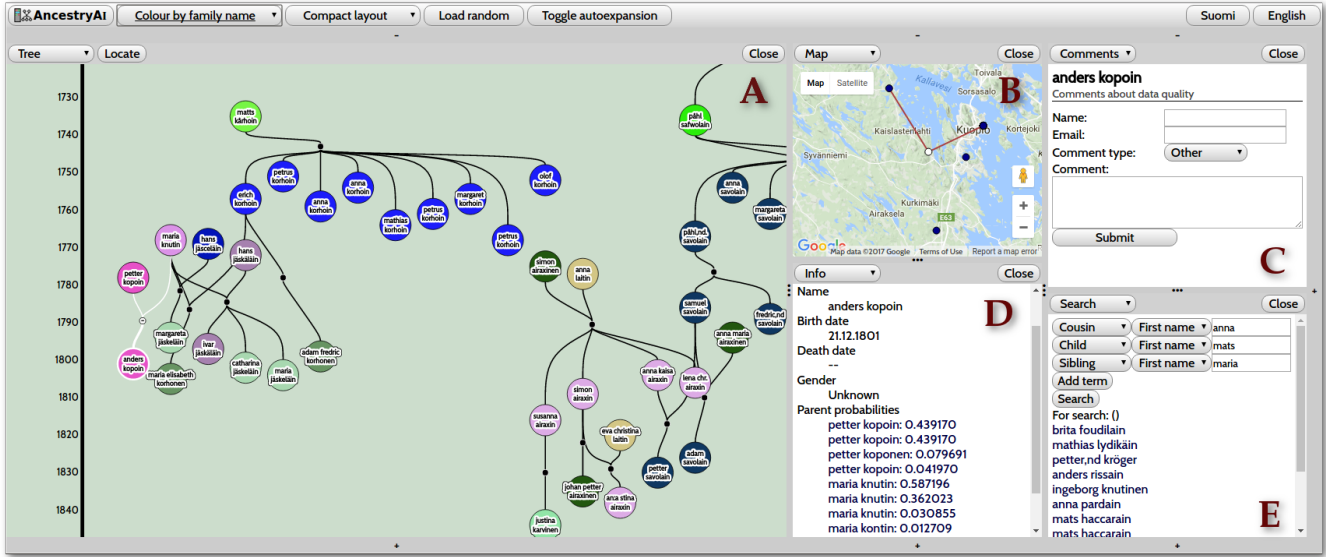 AncestryAI
Colour by family name
Compact layout
Load random
Toggle autoexpansion
Suomi
English
Tree
Locate
Close
A
1730
1740
1750
1760
1770
1780
1790
1800
1810
1820
1830
1840
matts
kårhoin
påhl
safwolain
petrus
korhoin
olof
korhoin
erich
korhoin
anna
korhoin
anna
korhoin
margaret
korhoin
mathias
korhoin
petrus
korhoin
petrus
korhoin
anna
savolain
margareta
savolain
påhl,nd.
savolain
maria
knutin
hans
jäsceläin
hans
jäskäläin
simon
airaxinen
anna
laitin
petter
kopoin
samuel
savolain
fredric,nd
savolain
margareta
jäskeläin
ivar
jäskäläin
adam fredric
korhonen
anna maria
airaxinen
anders
kopoin
maria elisabeth
korhonen
catharina
jäskeläin
maria
jäskeläin
anna kaisa
airaxin
lena chr.
airaxin
simon
airaxin
susanna
airaxin
eva christina
laitin
petter
savolain
adam
savolain
johan petter
airaxinen
anna stina
airaxin
justina
karvinen
Map
Close
Map
Satellite
B
Kallavesi
Toivala
Sorsasalo
Kaislastenlahti
Kuopio
Kortejoki
Syvänniemi
Kurkimäki
Airaksela
E63
Google
Map data ©2017 Google
Terms of Use
Report a map error
Info
Close
D
Name
anders kopoin
Birth date
21.12.1801
Death date
--
Gender
Unknown
Parent probabilities
petter kopoin: 0.439170
petter kopoin: 0.439170
petter koponen: 0.079691
petter kopoin: 0.041970
maria knutin: 0.587196
maria knutin: 0.362023
maria knutin: 0.030855
maria kontin: 0.012709
Comments
Close
anders kopoin
Comments about data quality
Name:
Email:
Comment type:
Other
Comment:
Submit
C
Search
Close
Cousin
First name
anna
Child
First name
mats
Sibling
First name
maria
Add term
Search
For search: ()
brita foudilain
mathias lydikäin
petter,nd kröger
anders rissain
ingeborg knutinen
anna pardain
mats haccarain
mats haccarain
E